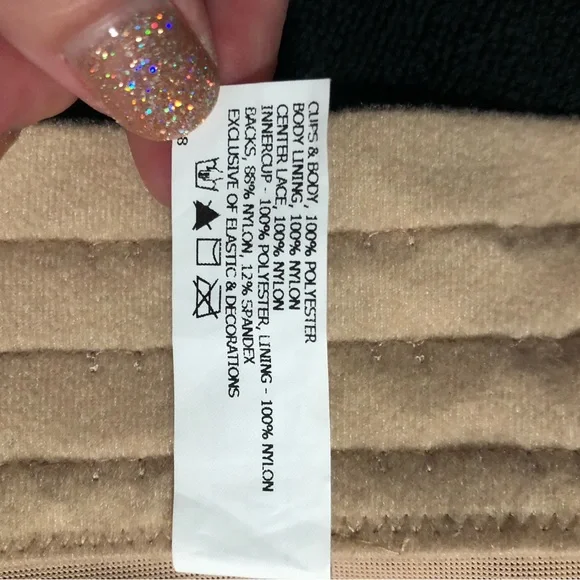 CUPS & BODY, 100% POLYESTER
BODY LINING, 100% NYLON
CENTER LACE, 100% NYLON
INNERCUP - 100% POLYESTER, LINING - 100% NYLON
BACKS, 88% NYLON, 12% SPANDEX
EXCLUSIVE OF ELASTIC & DECORATIONS
8